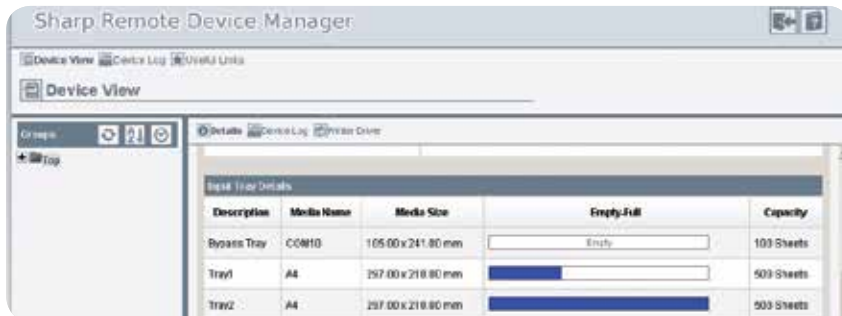 Sharp Remote Device Manager
Device View Device Log Useful Links
Device View
Groups
Details Device Log Printer Driver
Top
Input Tray Details
Description Media Name Media Size Empty-Full Capacity
Bypass Tray COM10 105.00 x 241.00 mm Empty 100 Sheets
Tray1 A4 297.00 x 210.00 mm 500 Sheets
Tray2 A4 297.00 x 210.00 mm 500 Sheets